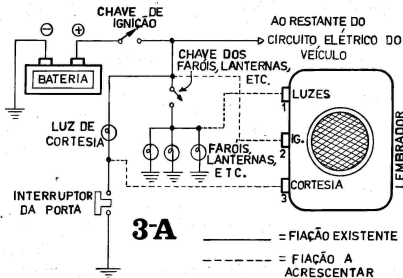 CHAVE DE
IGNIÇÃO
AO RESTANTE DO
CIRCUITO ELÉTRICO DO
VEÍCULO
⊖ ⊕
BATERIA
CHAVE DOS
FARÓIS, LANTERNAS,
ETC.
LUZ DE
CORTESIA
FARÓIS,
LANTERNAS,
ETC.
INTERRUPTOR
DA PORTA
LUZES
1
IG.
2
CORTESIA
3
LEMBRADOR
3-A
= FIAÇÃO EXISTENTE
= FIAÇÃO A
ACRESCENTAR